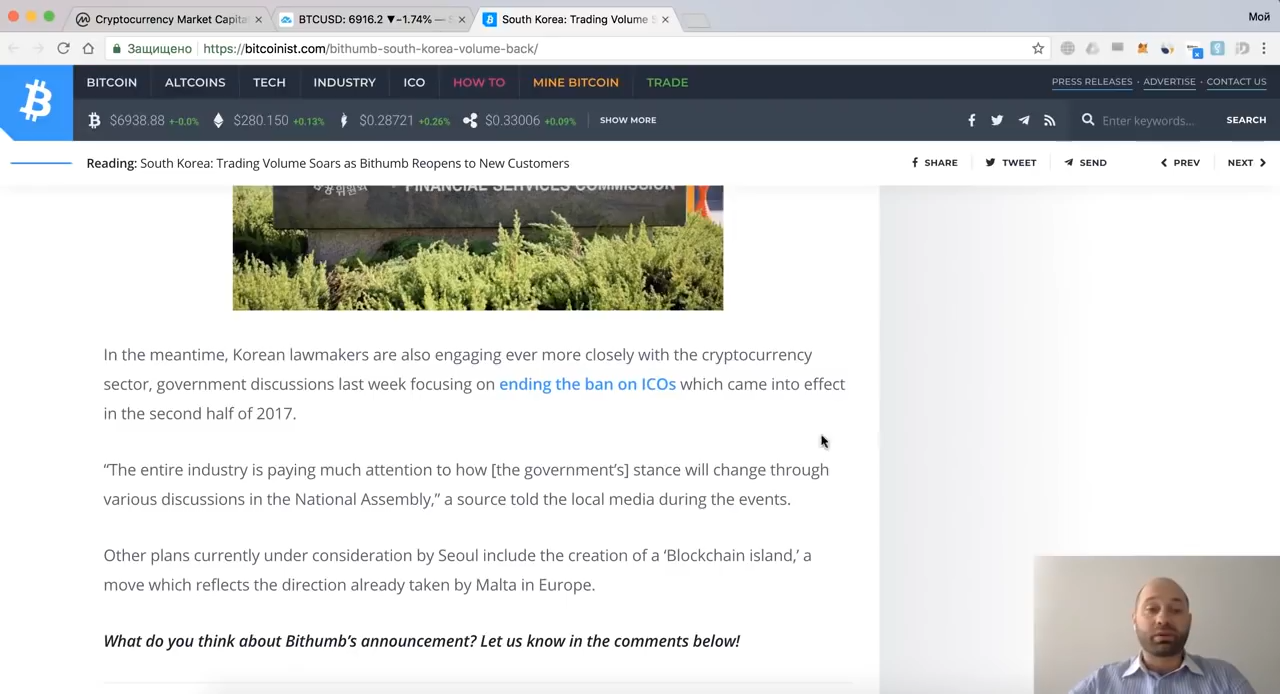 Cryptocurrency Market Capita
BTCUSD: 6916.2 ▼−1.74% —
South Korea: Trading Volume S
Мой
Защищено
https://bitcoinist.com/bithumb-south-korea-volume-back/
BITCOIN
ALTCOINS
TECH
INDUSTRY
ICO
HOW TO
MINE BITCOIN
TRADE
PRESS RELEASES · ADVERTISE · CONTACT US
$6938.88 +-0.0%
$280.150 +0.13%
$0.28721 +0.26%
$0.33006 +0.09%
SHOW MORE
Enter keywords...
SEARCH
Reading: South Korea: Trading Volume Soars as Bithumb Reopens to New Customers
SHARE
TWEET
SEND
PREV
NEXT
FINANCIAL SERVICES COMMISSION
In the meantime, Korean lawmakers are also engaging ever more closely with the cryptocurrency
sector, government discussions last week focusing on ending the ban on ICOs which came into effect
in the second half of 2017.
“The entire industry is paying much attention to how [the government’s] stance will change through
various discussions in the National Assembly,” a source told the local media during the events.
Other plans currently under consideration by Seoul include the creation of a ‘Blockchain island,’ a
move which reflects the direction already taken by Malta in Europe.
What do you think about Bithumb’s announcement? Let us know in the comments below!